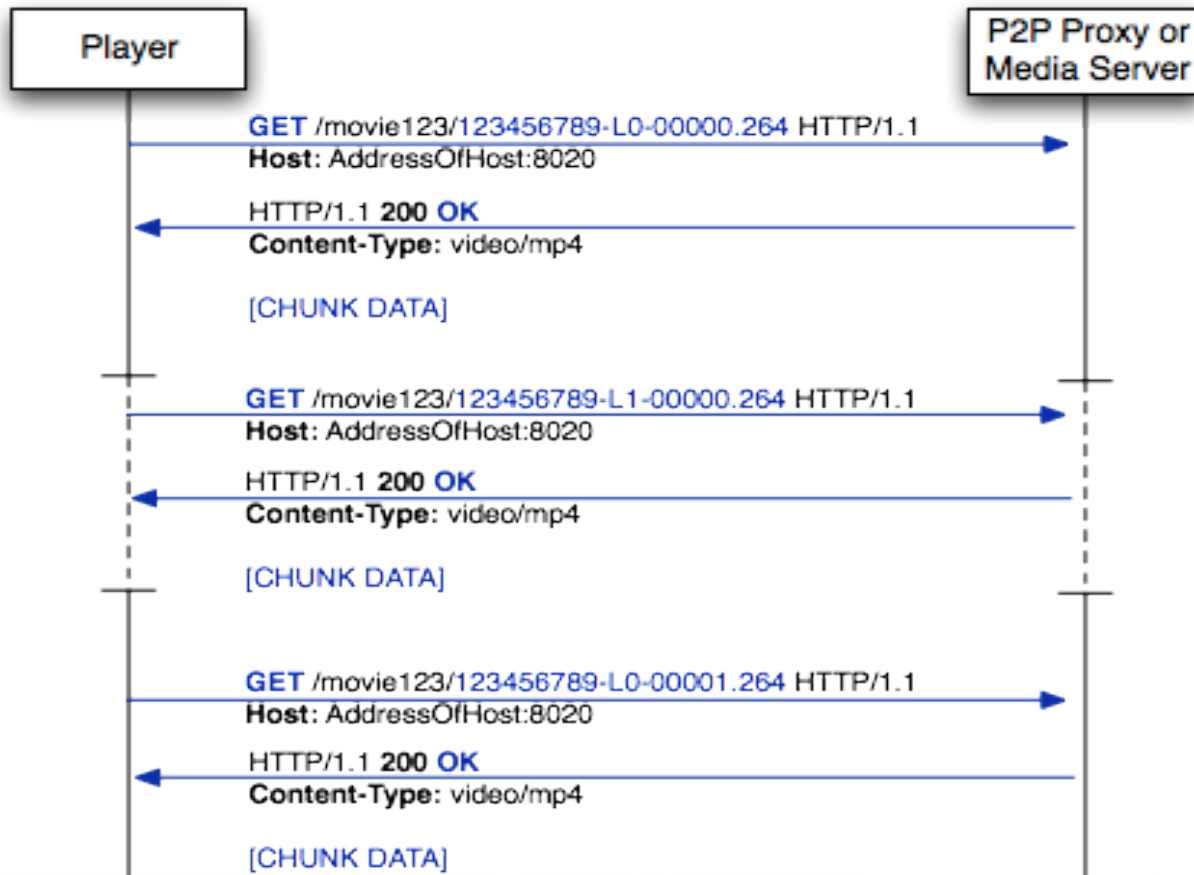 Player
P2P Proxy or
Media Server
GET /movie123/123456789-L0-00000.264 HTTP/1.1
Host: AddressOfHost:8020
HTTP/1.1 200 OK
Content-Type: video/mp4
[CHUNK DATA]
GET /movie123/123456789-L1-00000.264 HTTP/1.1
Host: AddressOfHost:8020
HTTP/1.1 200 OK
Content-Type: video/mp4
[CHUNK DATA]
GET /movie123/123456789-L0-00001.264 HTTP/1.1
Host: AddressOfHost:8020
HTTP/1.1 200 OK
Content-Type: video/mp4
[CHUNK DATA]